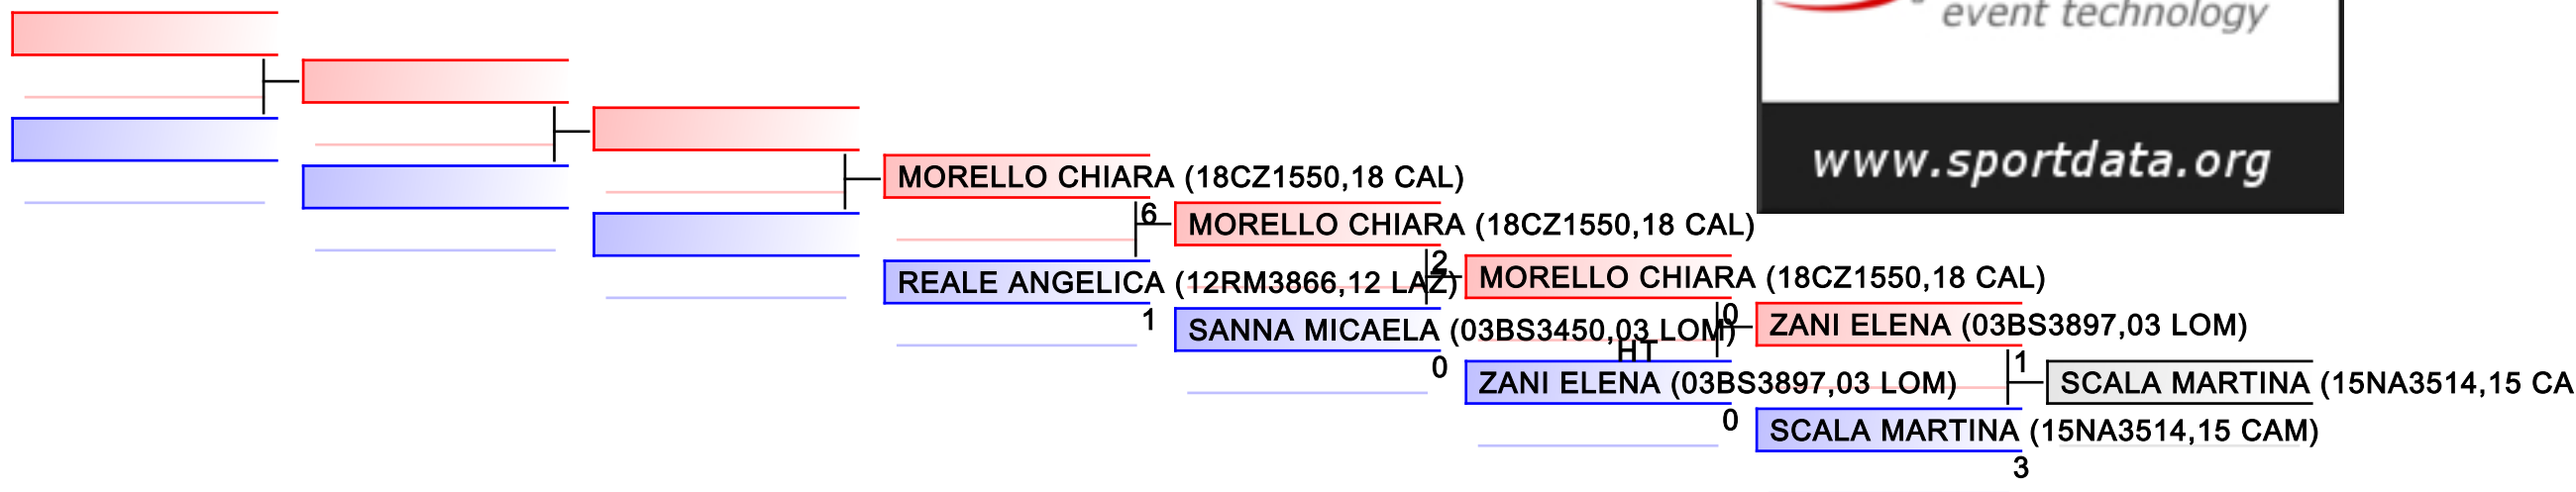 event technology
www.sportdata.org
MORELLO CHIARA (18CZ1550,18 CAL)
6
MORELLO CHIARA (18CZ1550,18 CAL)
2
REALE ANGELICA (12RM3866,12 LAZ)
MORELLO CHIARA (18CZ1550,18 CAL)
1
0
SANNA MICAELA (03BS3450,03 LOM)
ZANI ELENA (03BS3897,03 LOM)
HT
0
1
ZANI ELENA (03BS3897,03 LOM)
SCALA MARTINA (15NA3514,15 CA
0
SCALA MARTINA (15NA3514,15 CAM)
3